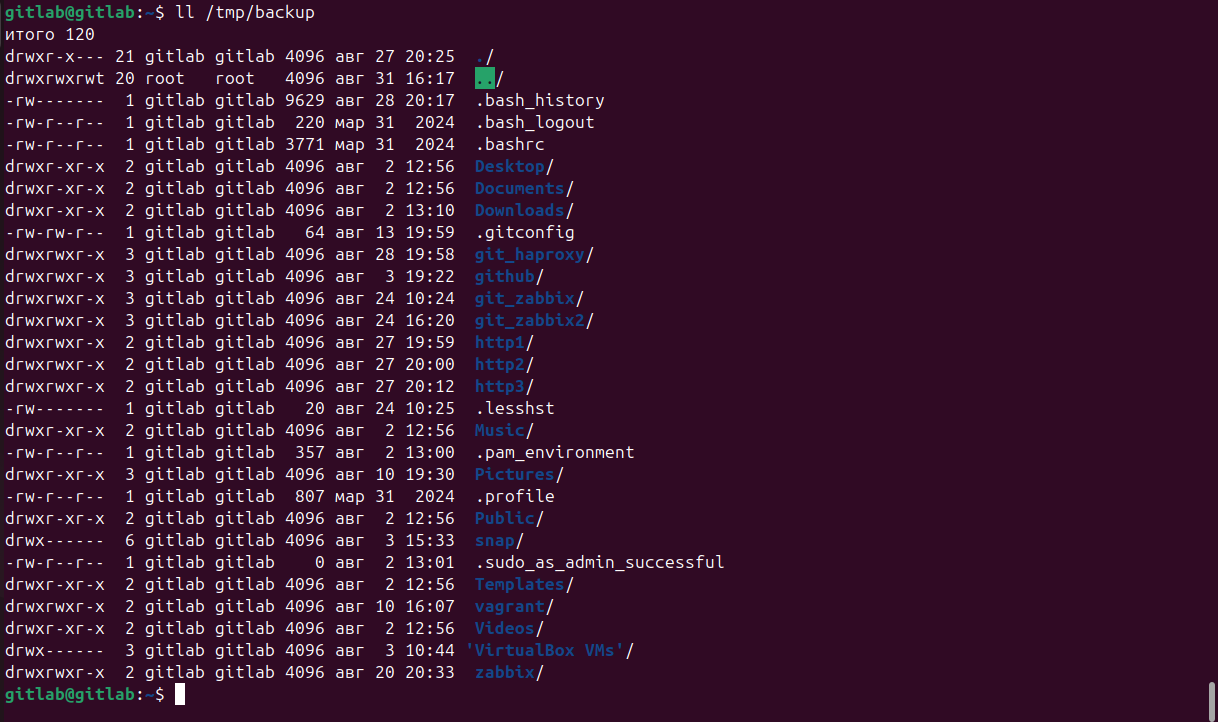 gitlab@gitlab:~$ ll /tmp/backup
итого 120
drwxr-x--- 21 gitlab gitlab 4096 авг 27 20:25  ./
drwxrwxrwt 20 root   root   4096 авг 31 16:17  ../
-rw-------  1 gitlab gitlab 9629 авг 28 20:17  .bash_history
-rw-r--r--  1 gitlab gitlab  220 мар 31  2024  .bash_logout
-rw-r--r--  1 gitlab gitlab 3771 мар 31  2024  .bashrc
drwxr-xr-x  2 gitlab gitlab 4096 авг  2 12:56  Desktop/
drwxr-xr-x  2 gitlab gitlab 4096 авг  2 12:56  Documents/
drwxr-xr-x  2 gitlab gitlab 4096 авг  2 13:10  Downloads/
-rw-rw-r--  1 gitlab gitlab   64 авг 13 19:59  .gitconfig
drwxrwxr-x  3 gitlab gitlab 4096 авг 28 19:58  git_haproxy/
drwxrwxr-x  3 gitlab gitlab 4096 авг  3 19:22  github/
drwxrwxr-x  3 gitlab gitlab 4096 авг 24 10:24  git_zabbix/
drwxrwxr-x  3 gitlab gitlab 4096 авг 24 16:20  git_zabbix2/
drwxrwxr-x  2 gitlab gitlab 4096 авг 27 19:59  http1/
drwxrwxr-x  2 gitlab gitlab 4096 авг 27 20:00  http2/
drwxrwxr-x  2 gitlab gitlab 4096 авг 27 20:12  http3/
-rw-------  1 gitlab gitlab   20 авг 24 10:25  .lesshst
drwxr-xr-x  2 gitlab gitlab 4096 авг  2 12:56  Music/
-rw-r--r--  1 gitlab gitlab  357 авг  2 13:00  .pam_environment
drwxr-xr-x  3 gitlab gitlab 4096 авг 10 19:30  Pictures/
-rw-r--r--  1 gitlab gitlab  807 мар 31  2024  .profile
drwxr-xr-x  2 gitlab gitlab 4096 авг  2 12:56  Public/
drwx------  6 gitlab gitlab 4096 авг  3 15:33  snap/
-rw-r--r--  1 gitlab gitlab    0 авг  2 13:01  .sudo_as_admin_successful
drwxr-xr-x  2 gitlab gitlab 4096 авг  2 12:56  Templates/
drwxrwxr-x  2 gitlab gitlab 4096 авг 10 16:07  vagrant/
drwxr-xr-x  2 gitlab gitlab 4096 авг  2 12:56  Videos/
drwx------  3 gitlab gitlab 4096 авг  3 10:44 'VirtualBox VMs'/
drwxrwxr-x  2 gitlab gitlab 4096 авг 20 20:33  zabbix/
gitlab@gitlab:~$